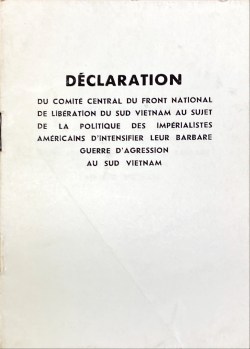 DÉCLARATION
DU COMITÉ CENTRAL DU FRONT NATIONAL
DE LIBÉRATION DU SUD VIETNAM AU SUJET
DE LA POLITIQUE DES IMPÉRIALISTES
AMÉRICAINS D'INTENSIFIER LEUR BARBARE
GUERRE D'AGRESSION
AU SUD VIETNAM